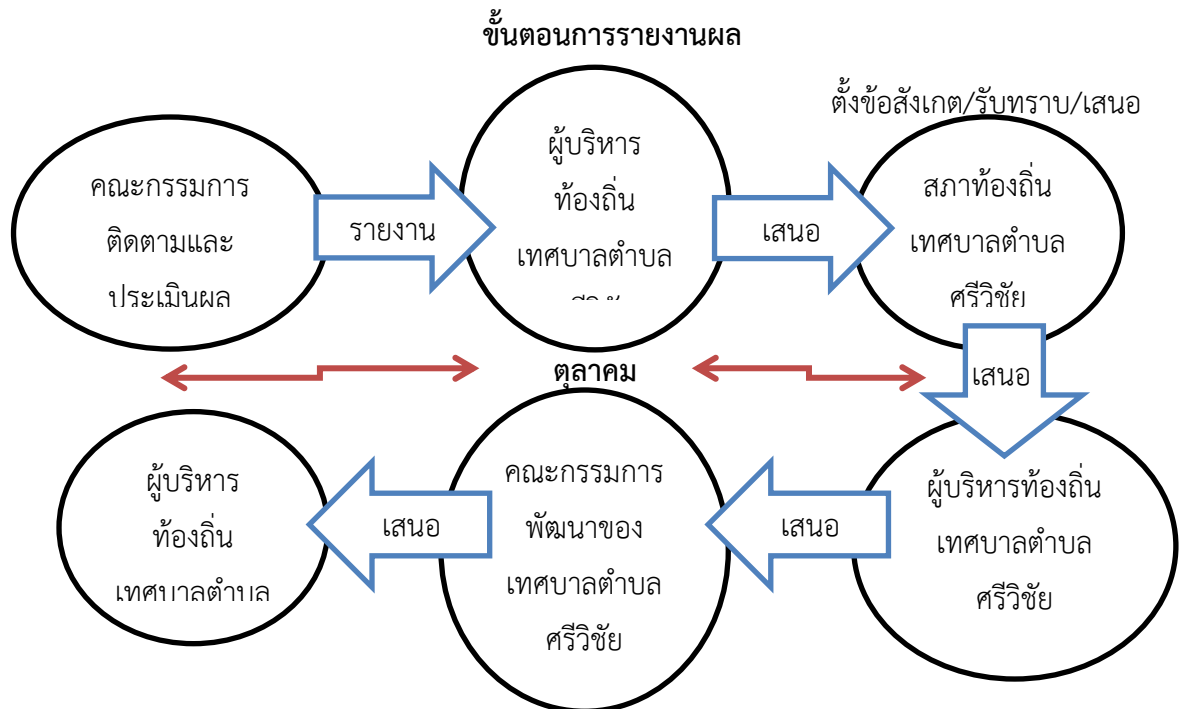 ขั้นตอนการรายงานผล
ตั้งข้อสังเกต/รับทราบ/เสนอ
คณะกรรมการ
ติดตามและ
ประเมินผล
รายงาน
ผู้บริหาร
ท้องถิ่น
เทศบาลตำบล
เสนอ
สภาท้องถิ่น
เทศบาลตำบล
ศรีวิชัย
เสนอ
ตุลาคม
ผู้บริหารท้องถิ่น
เทศบาลตำบล
ศรีวิชัย
เสนอ
คณะกรรมการ
พัฒนาของ
เทศบาลตำบล
ศรีวิชัย
เสนอ
ผู้บริหาร
ท้องถิ่น
เทศบาลตำบล